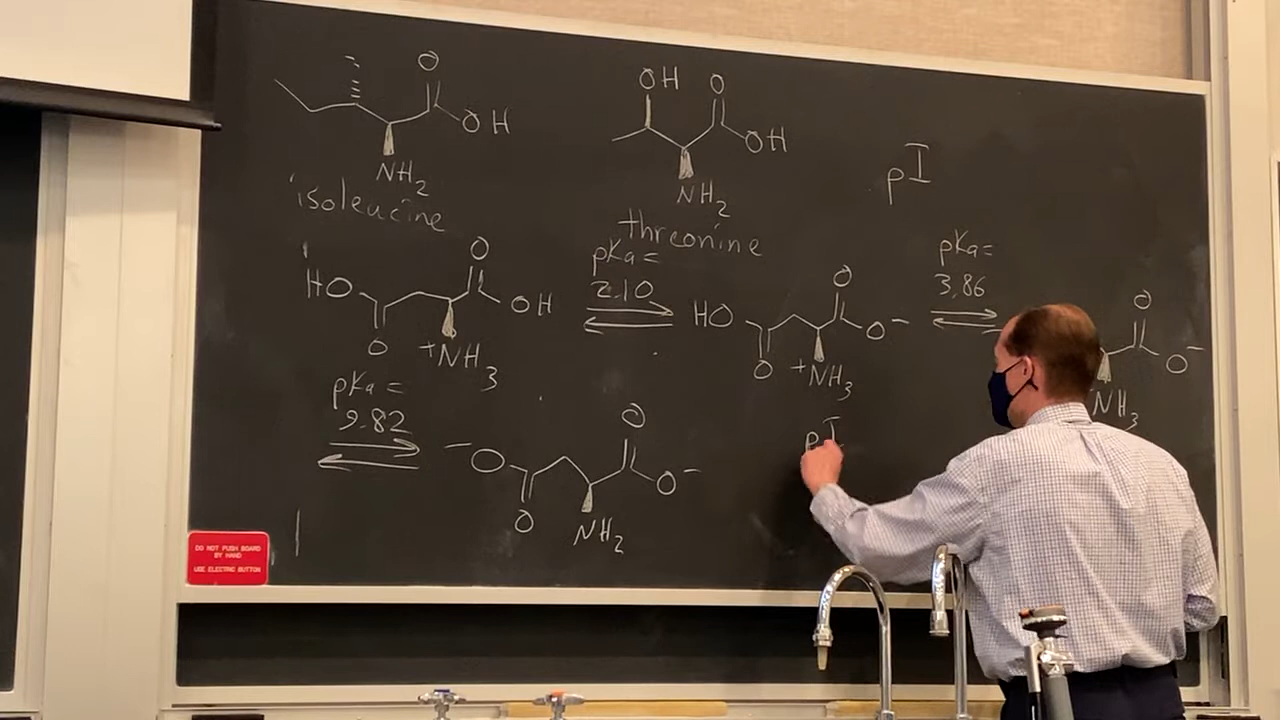 O
OH
NH2
isoleucine
OH O
OH
NH2
threonine
pI
HO
O
OH
O
+NH3
pKa=
2.10
HO
O
O-
O
+NH3
pKa=
3.86
O
O-
NH3
pKa=
9.82
-O
O
O
O-
NH2
pI
DO NOT PUSH BOARD
BY HAND
USE ELECTRIC BUTTON